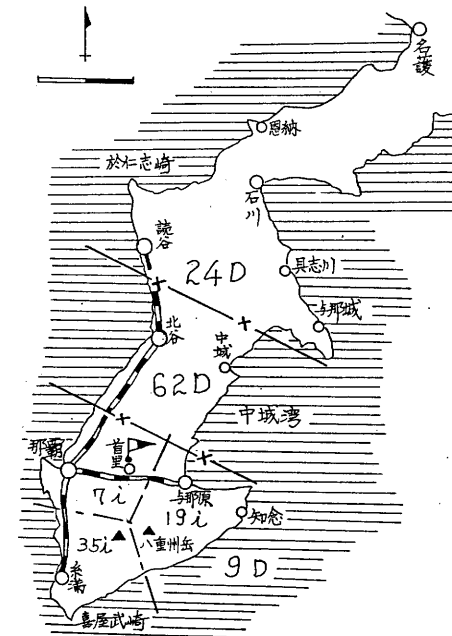 名護
恩納
於仁志崎
石川
読谷
24D
具志川
与那城
北谷
中城
62D
中城湾
那覇
首里
7i
与那原
19i
知念
35i
八重州岳
9D
糸満
喜屋武崎